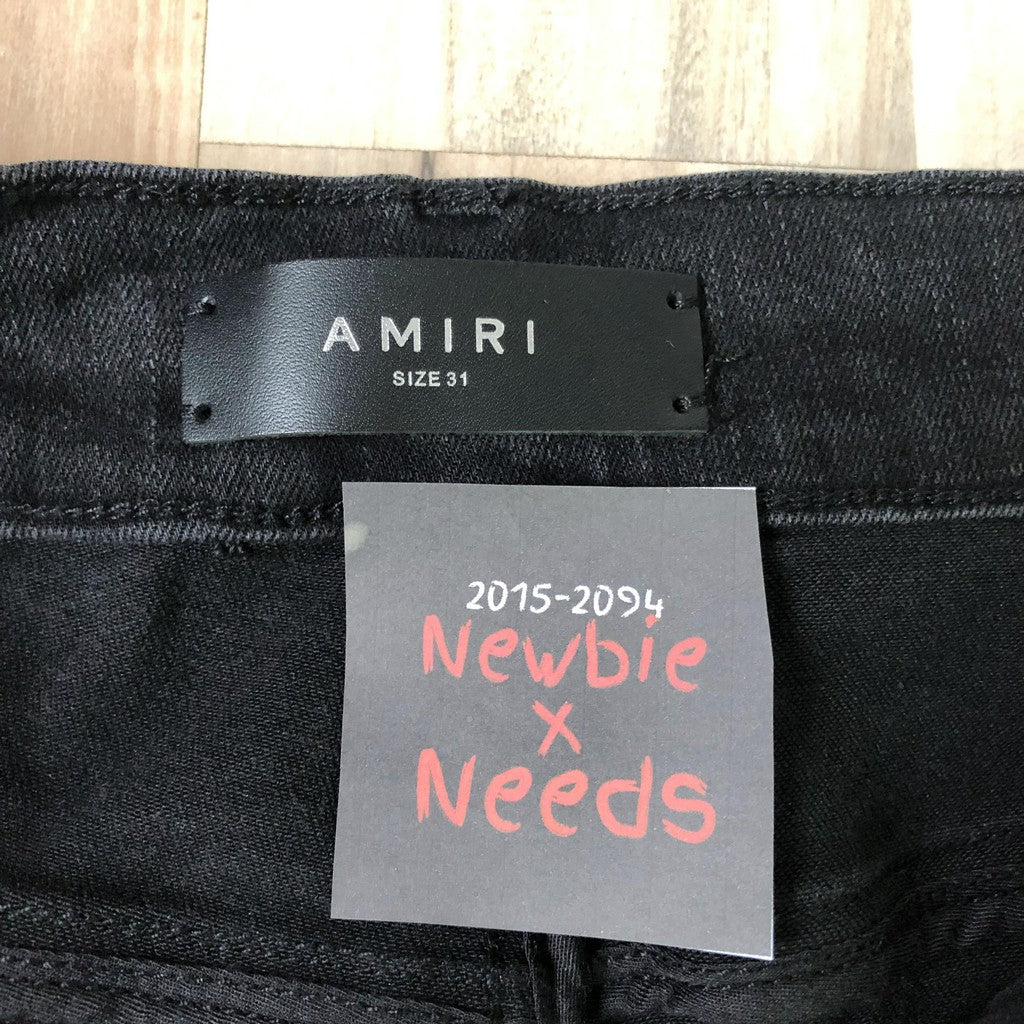 AMIRI
SIZE 31
2015-2094
Newbie
x
Needs